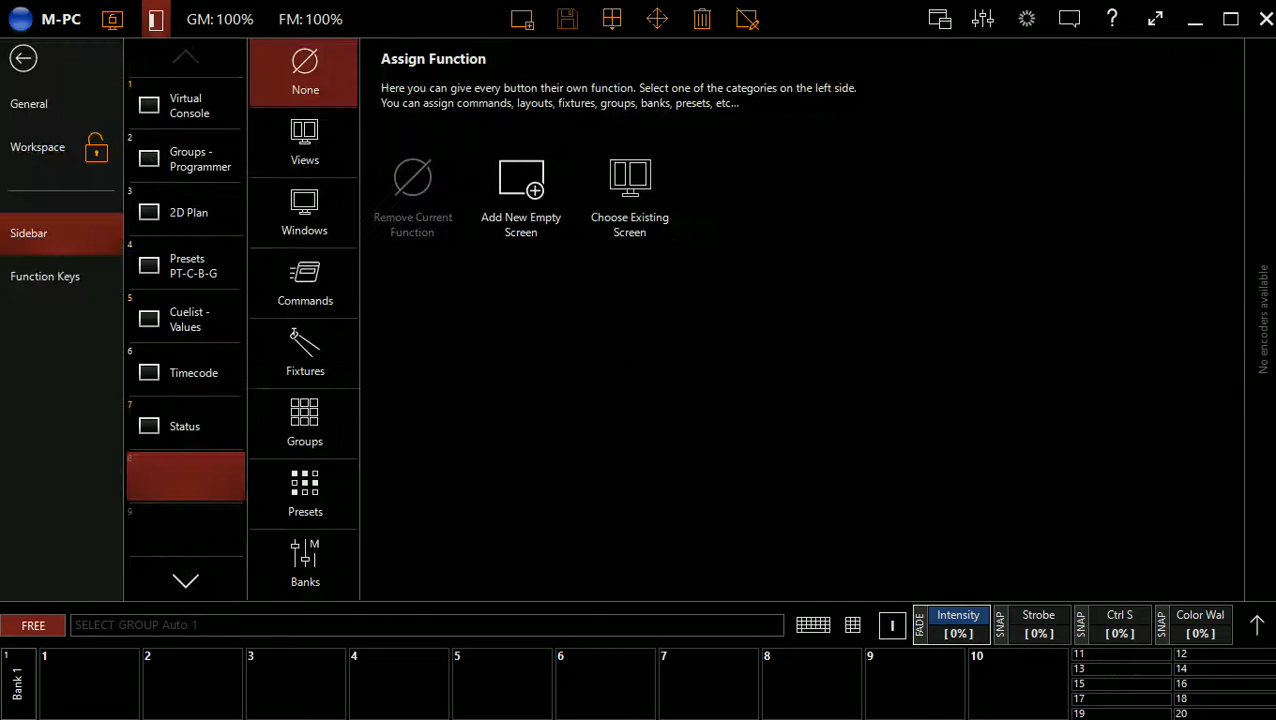 M-PC
6
GM: 100%
FM: 100%
?
General
Workspace
Sidebar
Function Keys
1
Virtual
Console
2
Groups -
Programmer
3
2D Plan
4
Presets
PT-C-B-G
5
Cuelist -
Values
6
Timecode
7
Status
8
9
None
Views
Windows
Commands
Fixtures
Groups
Presets
M
Banks
Assign Function
Here you can give every button their own function. Select one of the categories on the left side.
You can assign commands, layouts, fixtures, groups, banks, presets, etc...
Remove Current
Function
Add New Empty
Screen
Choose Existing
Screen
No encoders available
FREE
SELECT GROUP Auto 1
I
FADE
Intensity
[ 0% ]
SNAP
Strobe
[ 0% ]
SNAP
Ctrl S
[ 0% ]
SNAP
Color Wal
[ 0% ]
1
Bank 1
1
2
3
4
5
6
7
8
9
10
11
12
13
14
15
16
17
18
19
20